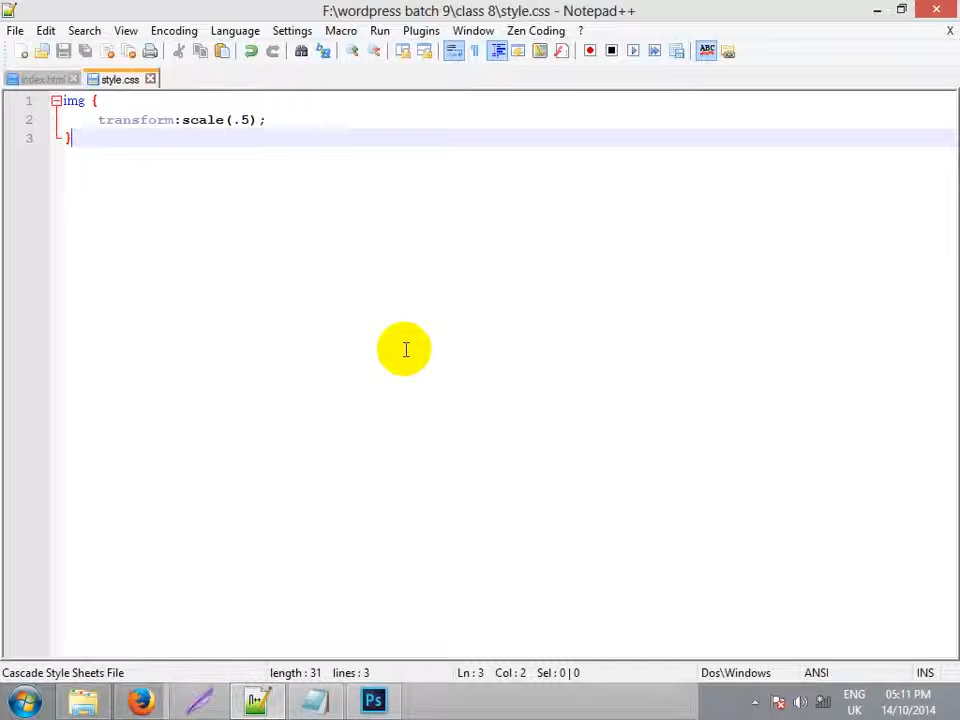 F:\wordpress batch 9\class 8\style.css - Notepad++
File Edit Search View Encoding Language Settings Macro Run Plugins Window Zen Coding ? X
ABC
index.html style.css
1 img {
2 transform:scale(.5);
3 }
Cascade Style Sheets File length : 31 lines : 3 Ln : 3 Col : 2 Sel : 0 | 0 Dos\Windows ANSI INS
n++ Ps ENG 05:11 PM
UK 14/10/2014